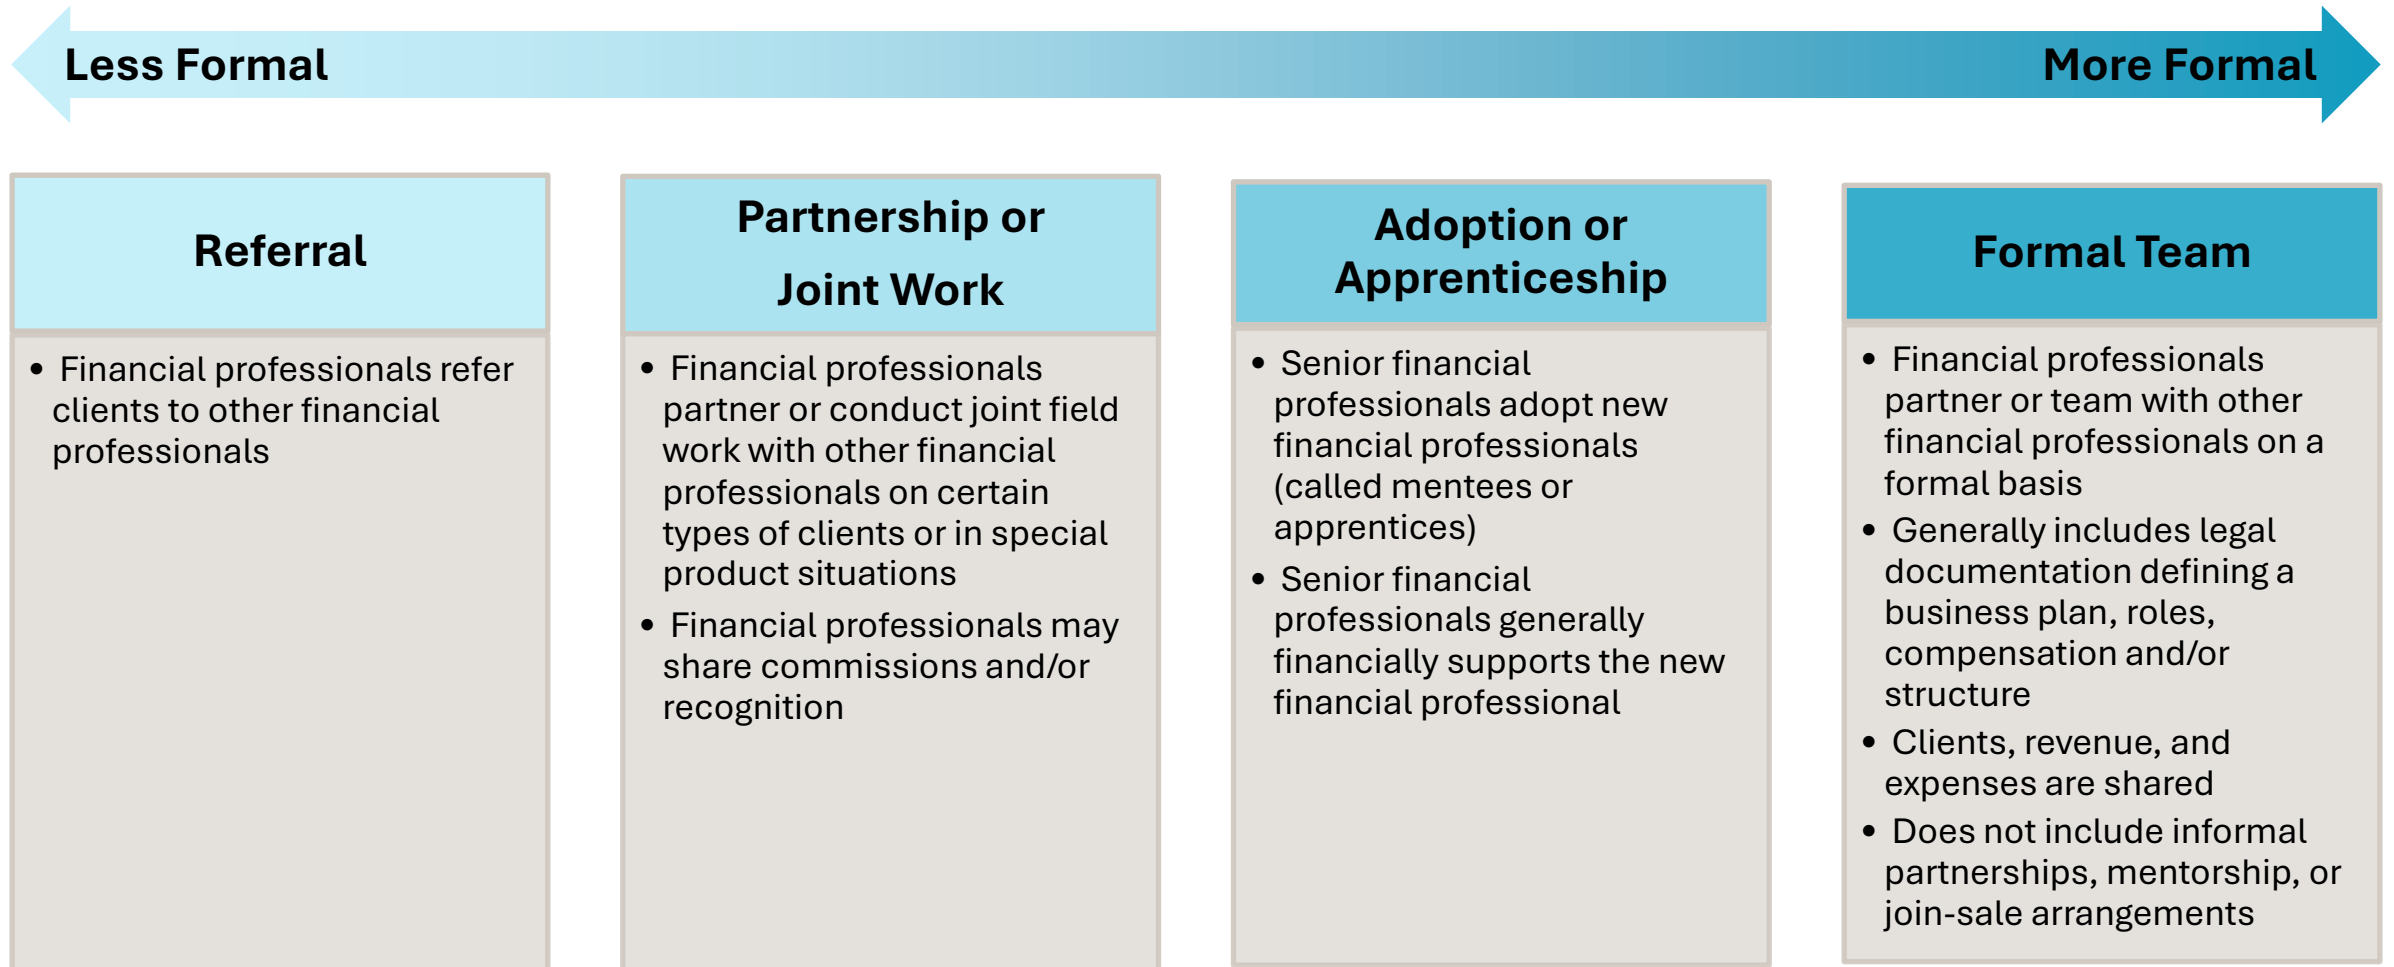 Less Formal
More Formal
Referral
• Financial professionals refer
clients to other financial
professionals
Partnership or
Joint Work
• Financial professionals
partner or conduct joint field
work with other financial
professionals on certain
types of clients or in special
product situations
• Financial professionals may
share commissions and/or
recognition
Adoption or
Apprenticeship
• Senior financial
professionals adopt new
financial professionals
(called mentees or
apprentices)
• Senior financial
professionals generally
financially supports the new
financial professional
Formal Team
• Financial professionals
partner or team with other
financial professionals on a
formal basis
• Generally includes legal
documentation defining a
business plan, roles,
compensation and/or
structure
• Clients, revenue, and
expenses are shared
• Does not include informal
partnerships, mentorship, or
join-sale arrangements